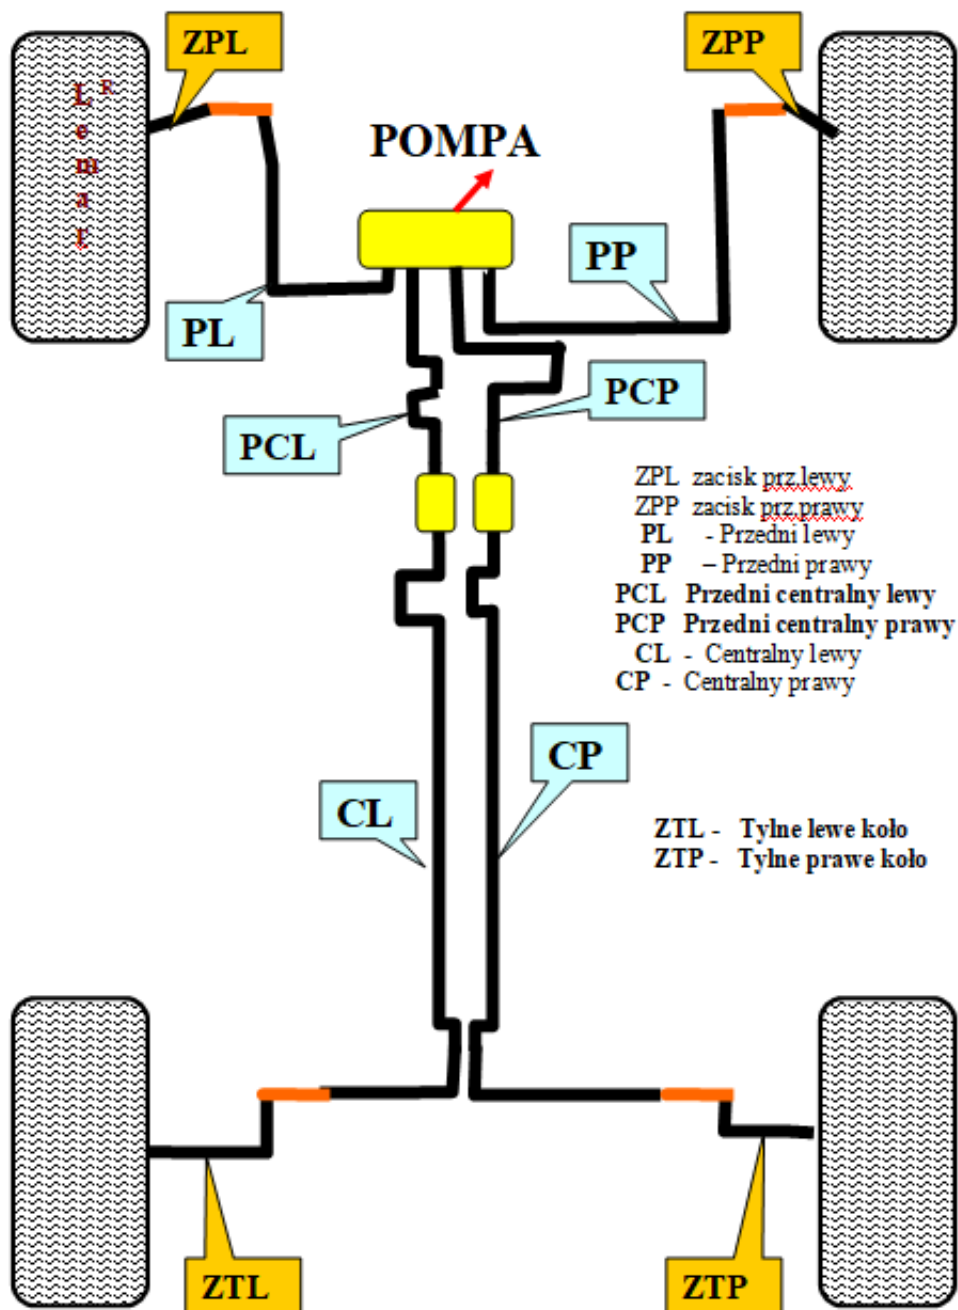 ZPL
ZPP
L R
e
m
a
r
POMPA
PP
PL
PCP
PCL
ZPL zacisk prz.lewy
ZPP zacisk prz.prawy
PL - Przedni lewy
PP – Przedni prawy
PCL Przedni centralny lewy
PCP Przedni centralny prawy
CL - Centralny lewy
CP - Centralny prawy
CP
CL
ZTL - Tylne lewe koło
ZTP - Tylne prawe koło
ZTL
ZTP